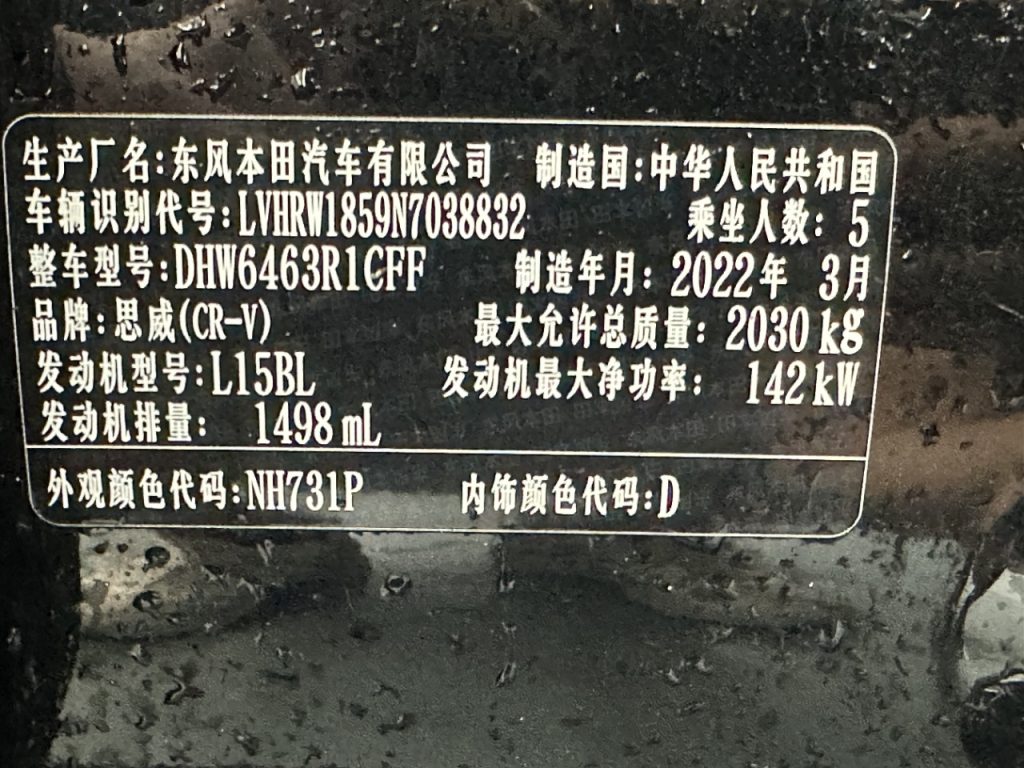 生产厂名:东风本田汽车有限公司 制造国:中华人民共和国
车辆识别代号:LVHRW1859N7038832 乘坐人数: 5
整车型号:DHW6463R1CFF 制造年月: 2022年 3月
品牌:思威(CR-V) 最大允许总质量: 2030 kg
发动机型号:L15BL 发动机最大净功率: 142 kW
发动机排量: 1498 mL
外观颜色代码:NH731P 内饰颜色代码:D